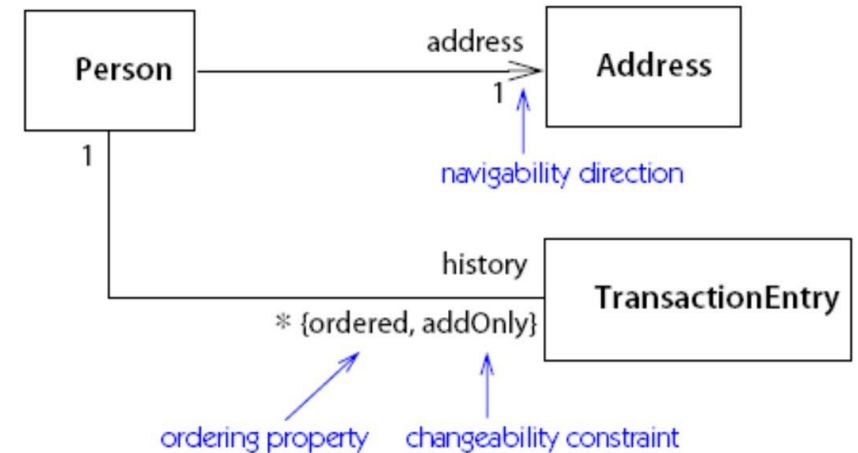 address
Person
Address
1
1
navigability direction
history
TransactionEntry
* {ordered, addOnly}
ordering property
changeability constraint